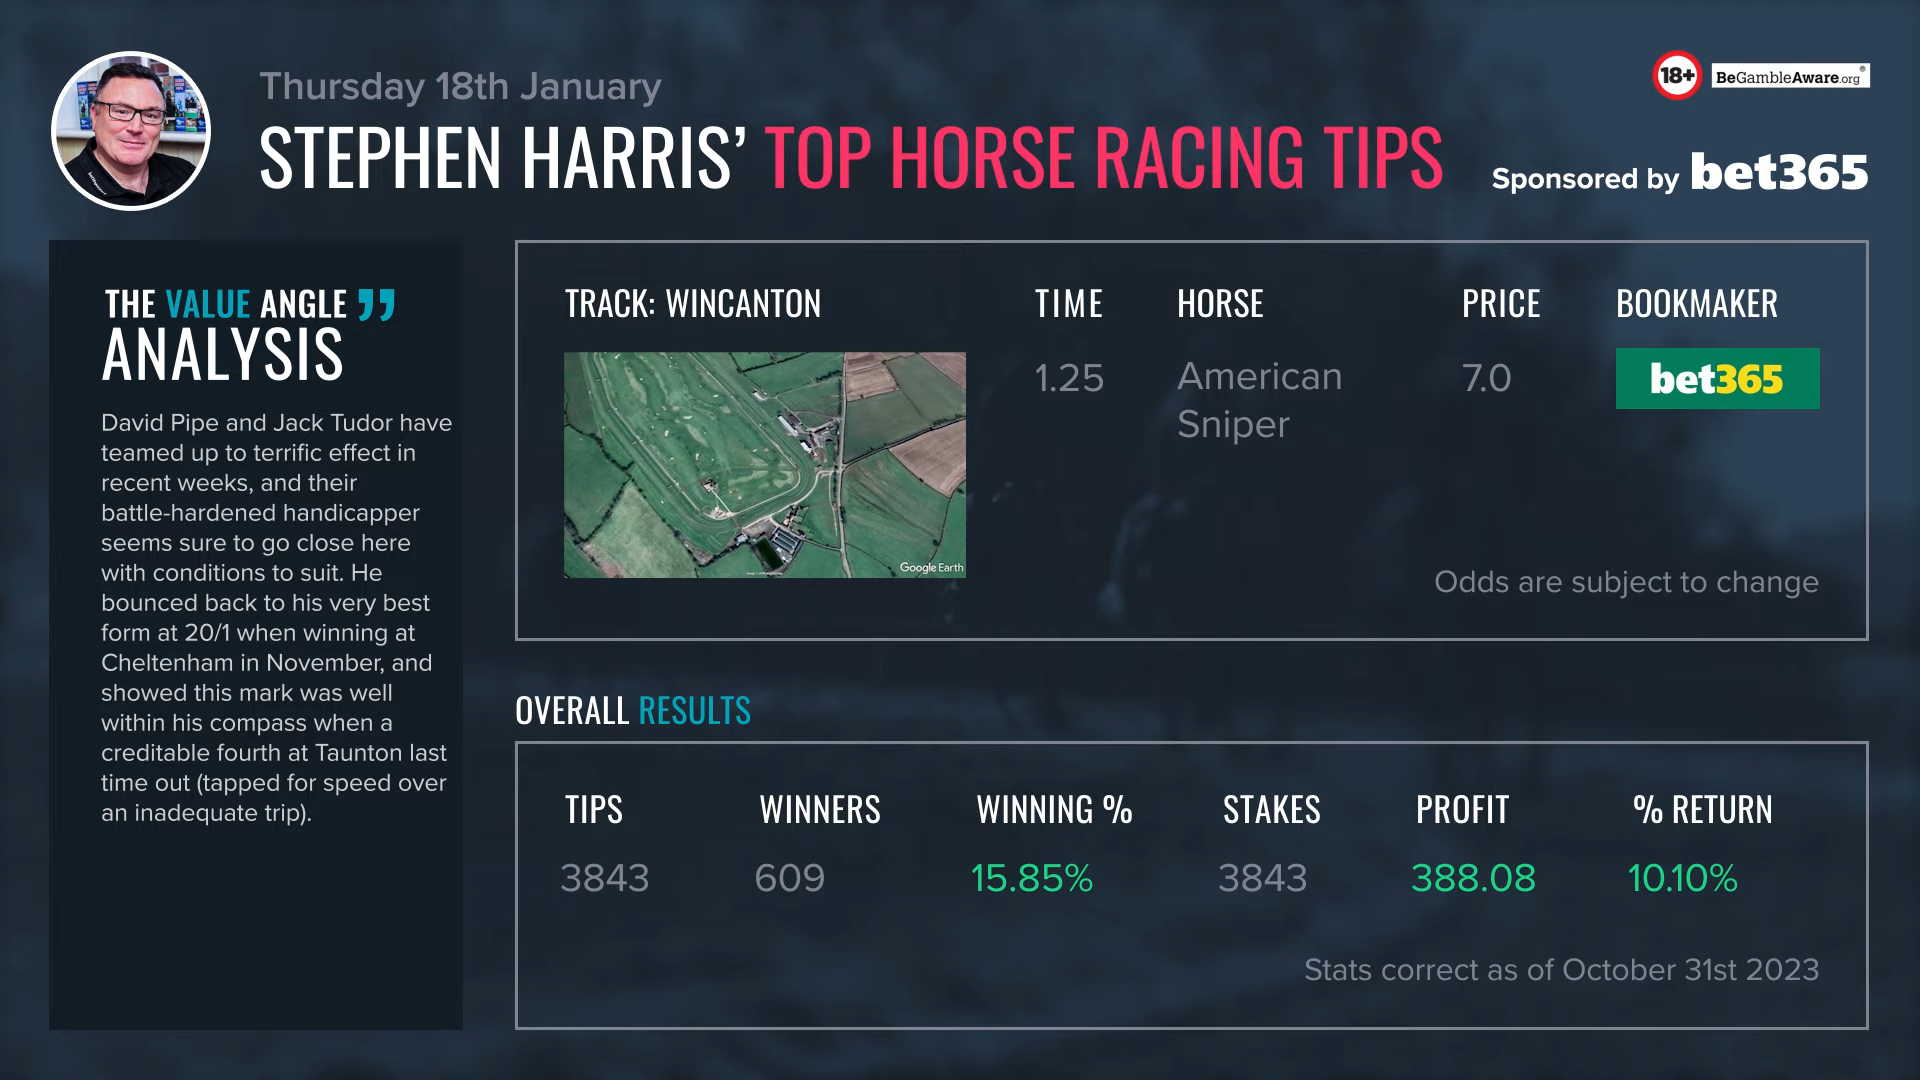 Thursday 18th January
STEPHEN HARRIS’ TOP HORSE RACING TIPS
18+
BeGambleAware.org®
Sponsored by bet365
THE VALUE ANGLE ”
ANALYSIS
David Pipe and Jack Tudor have
teamed up to terrific effect in
recent weeks, and their
battle-hardened handicapper
seems sure to go close here
with conditions to suit. He
bounced back to his very best
form at 20/1 when winning at
Cheltenham in November, and
showed this mark was well
within his compass when a
creditable fourth at Taunton last
time out (tapped for speed over
an inadequate trip).
TRACK: WINCANTON TIME HORSE PRICE BOOKMAKER
1.25 American 7.0 bet365
Sniper
Google Earth
Odds are subject to change
OVERALL RESULTS
TIPS WINNERS WINNING % STAKES PROFIT % RETURN
3843 609 15.85% 3843 388.08 10.10%
Stats correct as of October 31st 2023